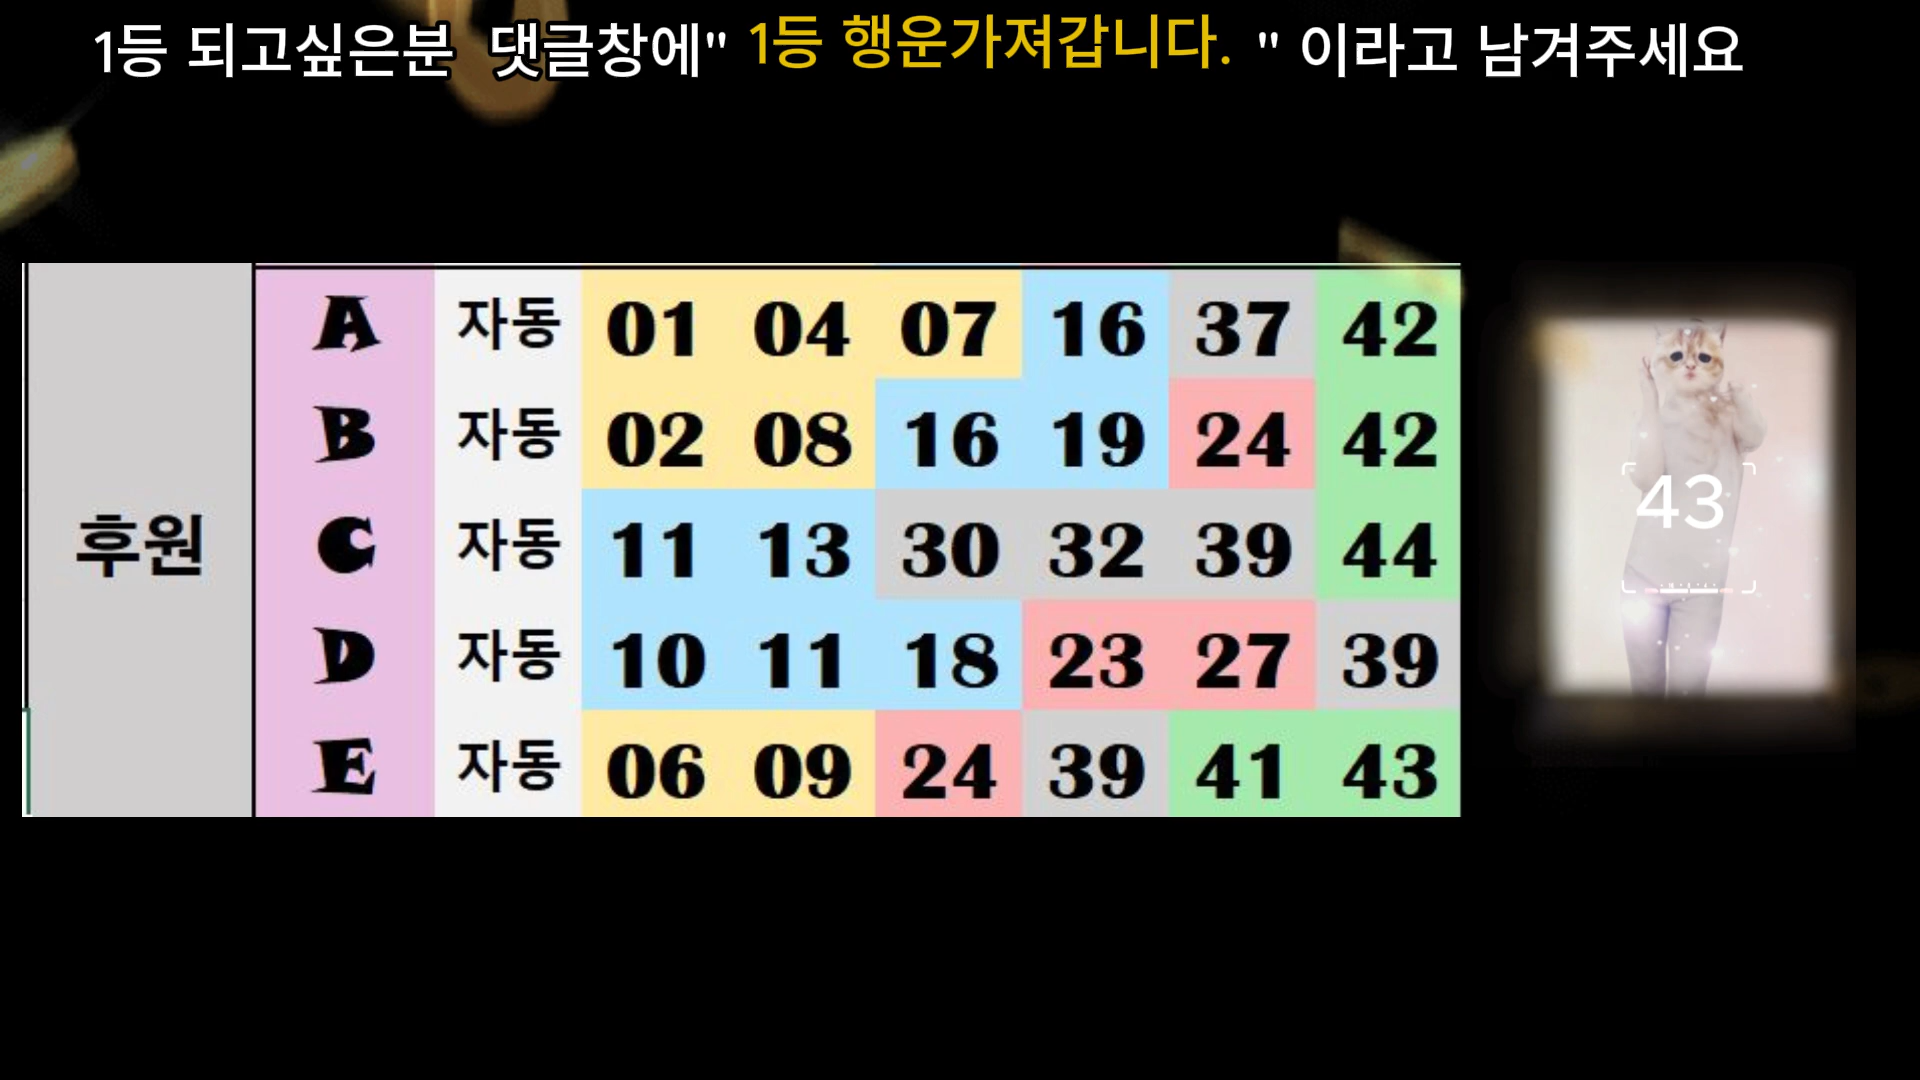 1등 되고싶은분 댓글창에" 1등 행운가져갑니다. " 이라고 남겨주세요
A 자동 01 04 07 16 37 42
B 자동 02 08 16 19 24 42
후원 C 자동 11 13 30 32 39 44
D 자동 10 11 18 23 27 39
E 자동 06 09 24 39 41 43
43